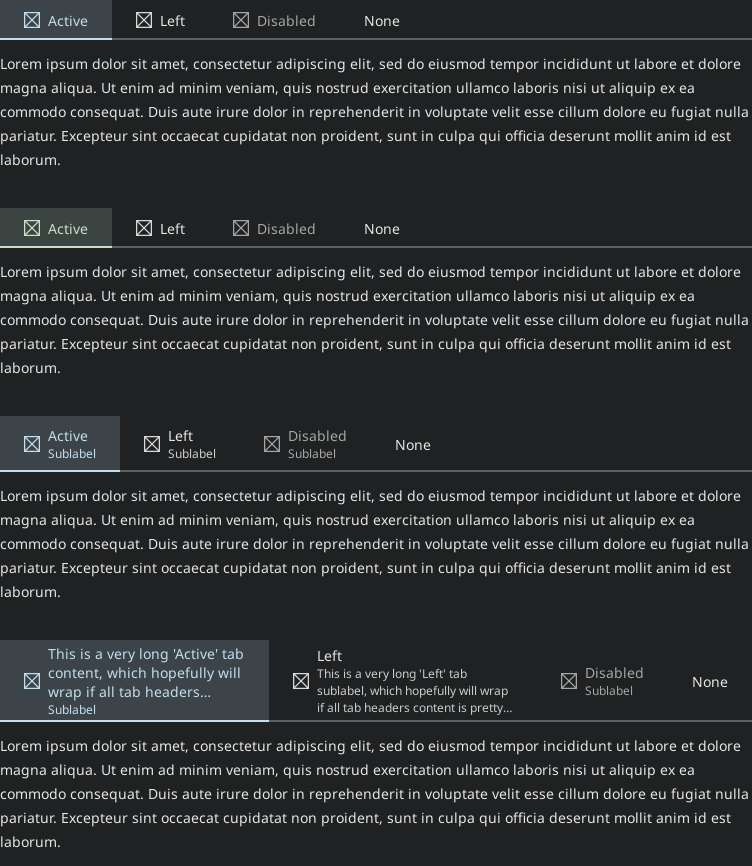 Active Left Disabled None
Lorem ipsum dolor sit amet, consectetur adipiscing elit, sed do eiusmod tempor incididunt ut labore et dolore
magna aliqua. Ut enim ad minim veniam, quis nostrud exercitation ullamco laboris nisi ut aliquip ex ea
commodo consequat. Duis aute irure dolor in reprehenderit in voluptate velit esse cillum dolore eu fugiat nulla
pariatur. Excepteur sint occaecat cupidatat non proident, sunt in culpa qui officia deserunt mollit anim id est
laborum.
Active Left Disabled None
Lorem ipsum dolor sit amet, consectetur adipiscing elit, sed do eiusmod tempor incididunt ut labore et dolore
magna aliqua. Ut enim ad minim veniam, quis nostrud exercitation ullamco laboris nisi ut aliquip ex ea
commodo consequat. Duis aute irure dolor in reprehenderit in voluptate velit esse cillum dolore eu fugiat nulla
pariatur. Excepteur sint occaecat cupidatat non proident, sunt in culpa qui officia deserunt mollit anim id est
laborum.
Active
Sublabel
Left
Sublabel
Disabled
Sublabel
None
Lorem ipsum dolor sit amet, consectetur adipiscing elit, sed do eiusmod tempor incididunt ut labore et dolore
magna aliqua. Ut enim ad minim veniam, quis nostrud exercitation ullamco laboris nisi ut aliquip ex ea
commodo consequat. Duis aute irure dolor in reprehenderit in voluptate velit esse cillum dolore eu fugiat nulla
pariatur. Excepteur sint occaecat cupidatat non proident, sunt in culpa qui officia deserunt mollit anim id est
laborum.
This is a very long 'Active' tab
content, which hopefully will
wrap if all tab headers...
Sublabel
Left
This is a very long 'Left' tab
sublabel, which hopefully will wrap
if all tab headers content is pretty...
Disabled
Sublabel
None
Lorem ipsum dolor sit amet, consectetur adipiscing elit, sed do eiusmod tempor incididunt ut labore et dolore
magna aliqua. Ut enim ad minim veniam, quis nostrud exercitation ullamco laboris nisi ut aliquip ex ea
commodo consequat. Duis aute irure dolor in reprehenderit in voluptate velit esse cillum dolore eu fugiat nulla
pariatur. Excepteur sint occaecat cupidatat non proident, sunt in culpa qui officia deserunt mollit anim id est
laborum.